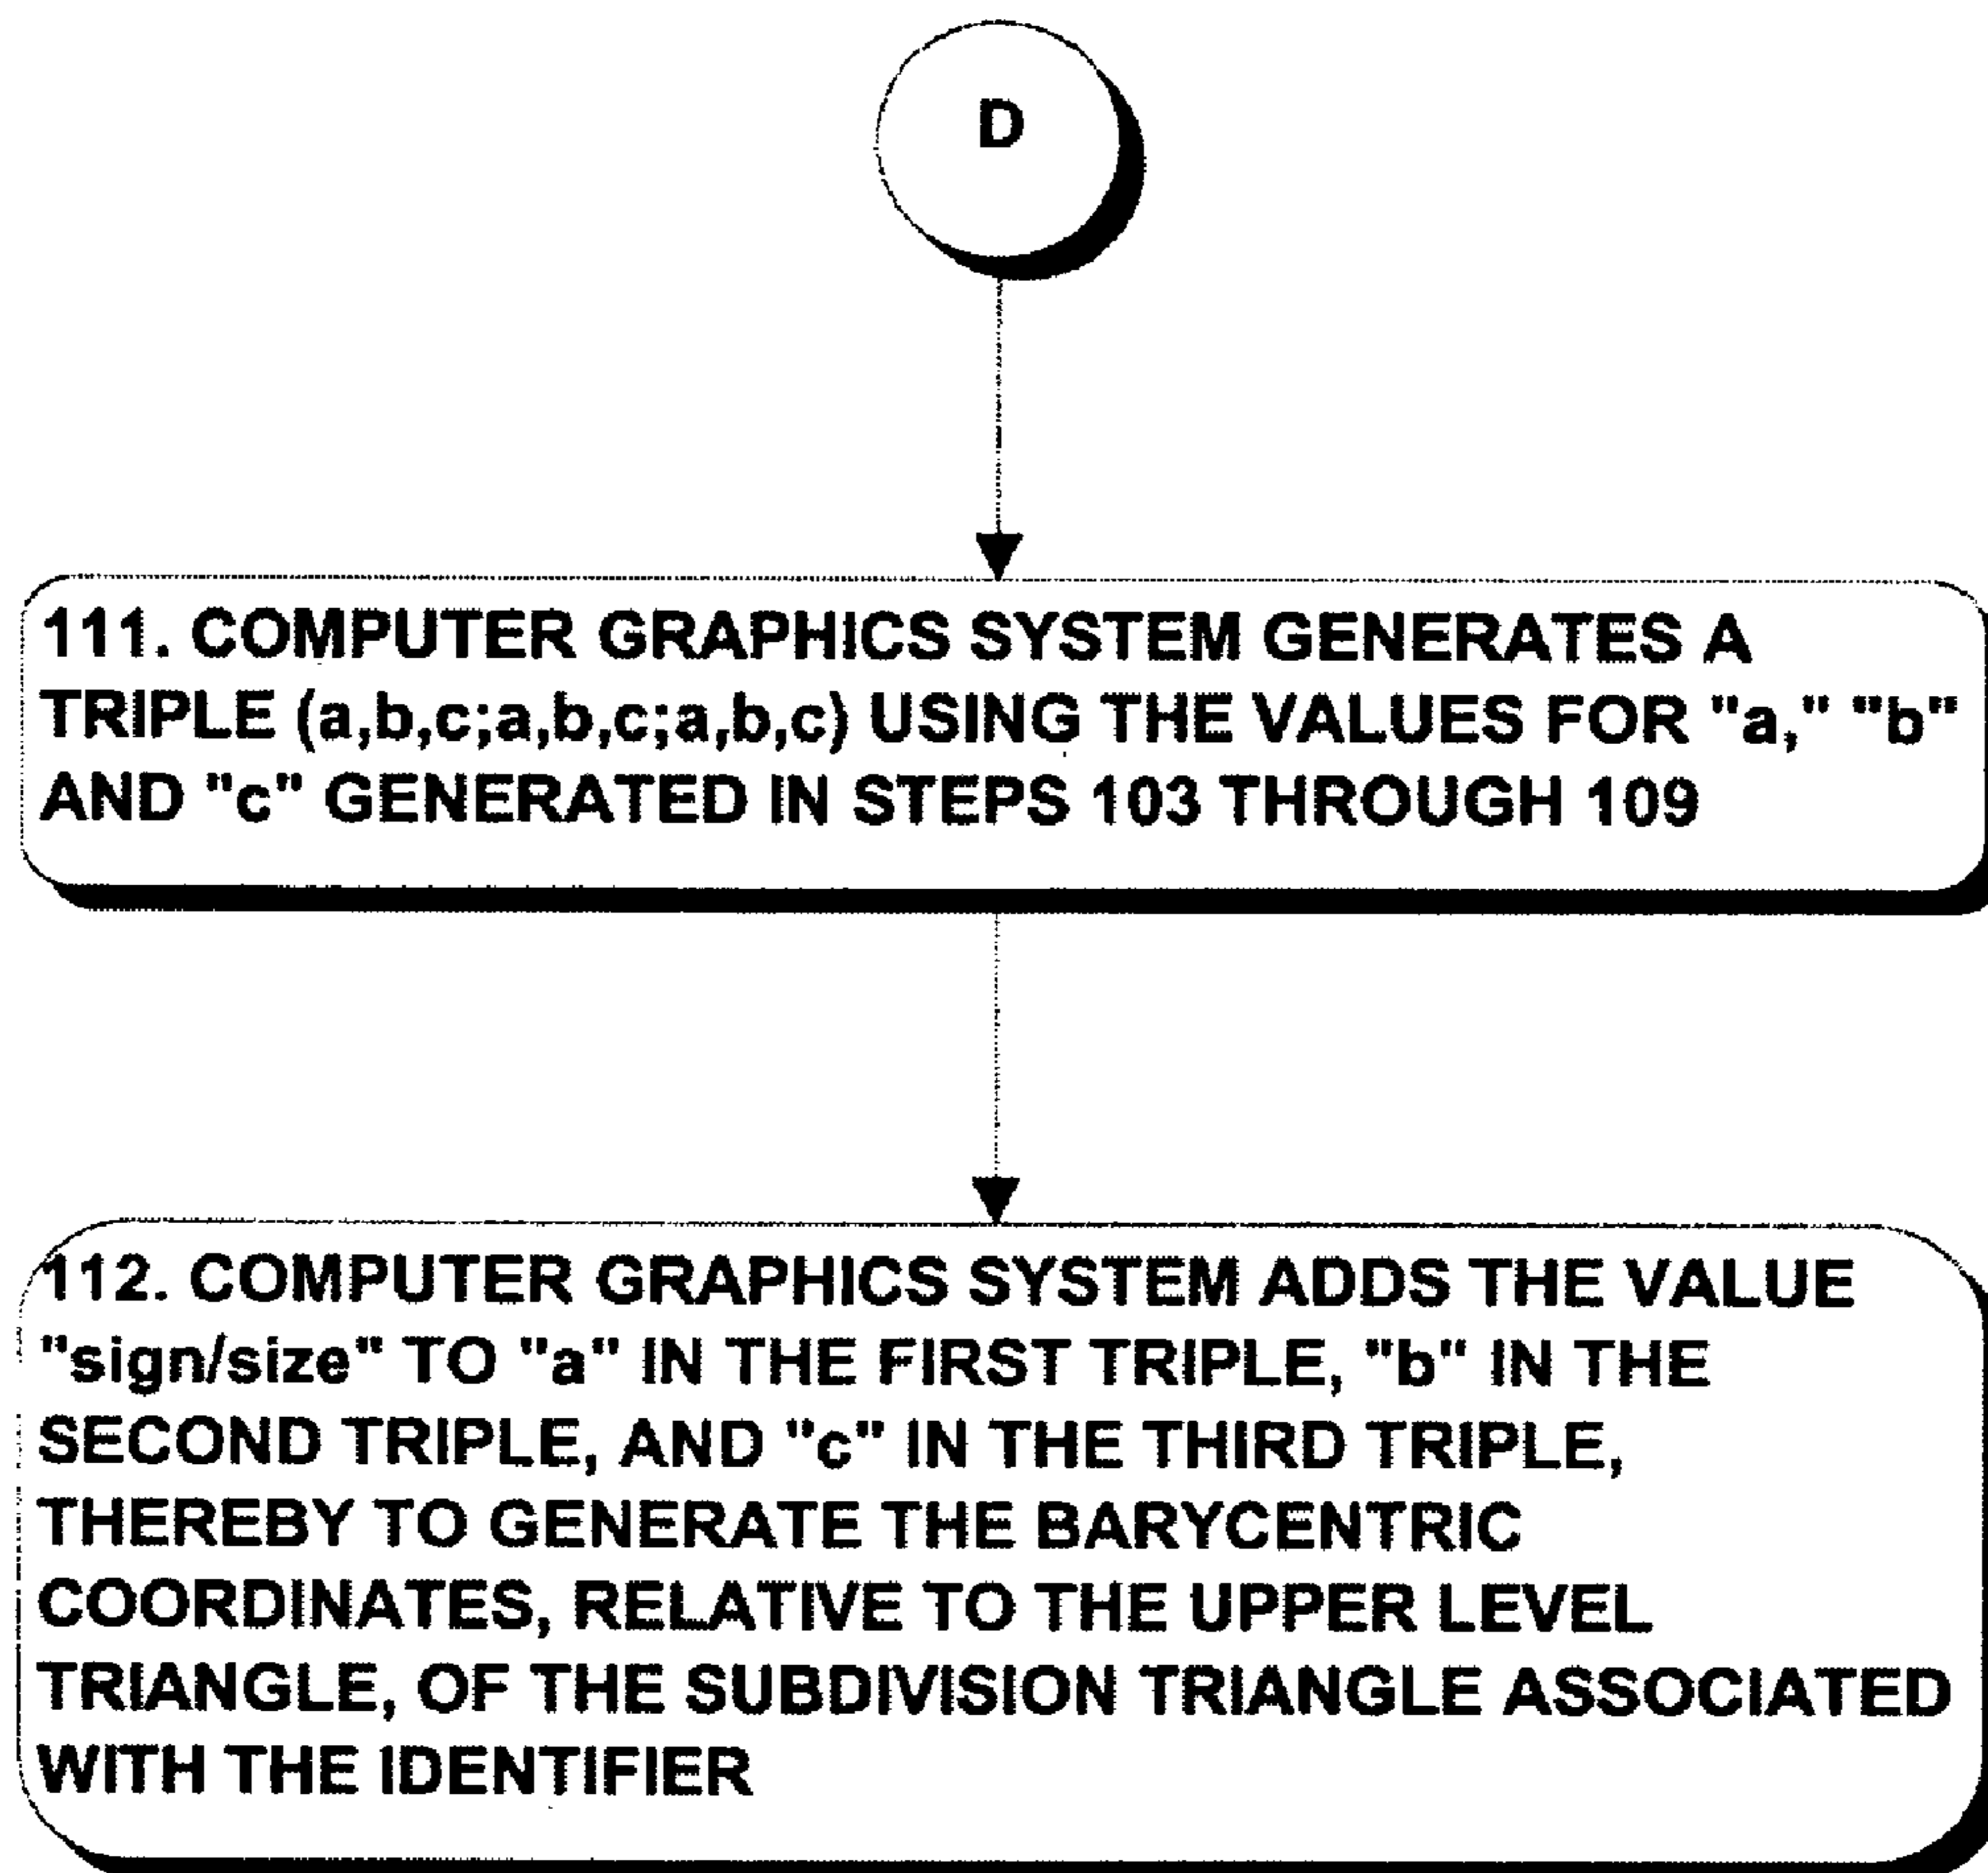 D
111. COMPUTER GRAPHICS SYSTEM GENERATES A
TRIPLE (a,b,c;a,b,c;a,b,c) USING THE VALUES FOR "a," "b"
AND "c" GENERATED IN STEPS 103 THROUGH 109
112. COMPUTER GRAPHICS SYSTEM ADDS THE VALUE
"sign/size" TO "a" IN THE FIRST TRIPLE, "b" IN THE
SECOND TRIPLE, AND "c" IN THE THIRD TRIPLE,
THEREBY TO GENERATE THE BARYCENTRIC
COORDINATES, RELATIVE TO THE UPPER LEVEL
TRIANGLE, OF THE SUBDIVISION TRIANGLE ASSOCIATED
WITH THE IDENTIFIER